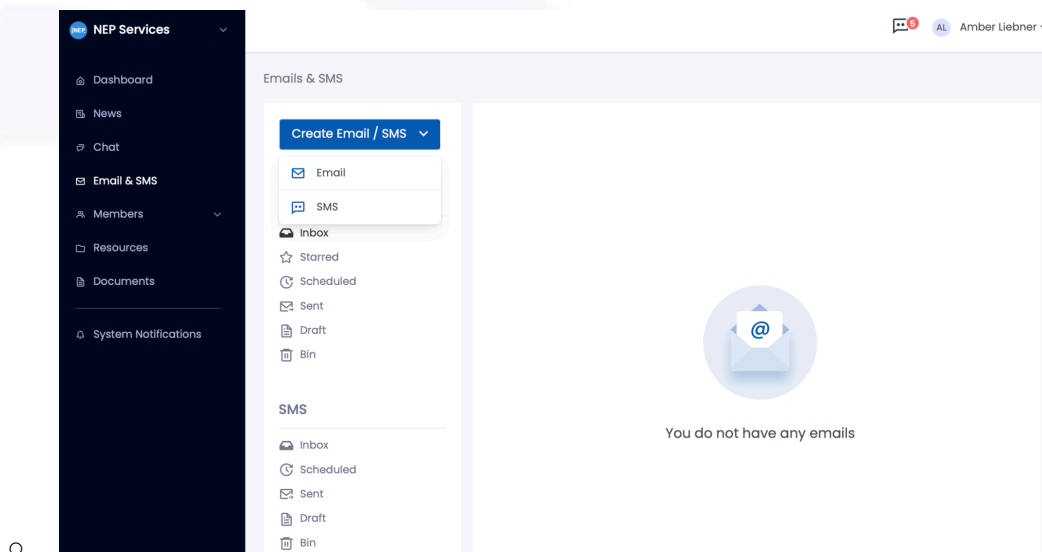 NEP NEP Services
5 AL Amber Liebner
Dashboard
News
Chat
Email & SMS
Members
Resources
Documents
System Notifications
Emails & SMS
Create Email / SMS
Email
SMS
Inbox
Starred
Scheduled
Sent
Draft
Bin
SMS
Inbox
Scheduled
Sent
Draft
Bin
@
You do not have any emails